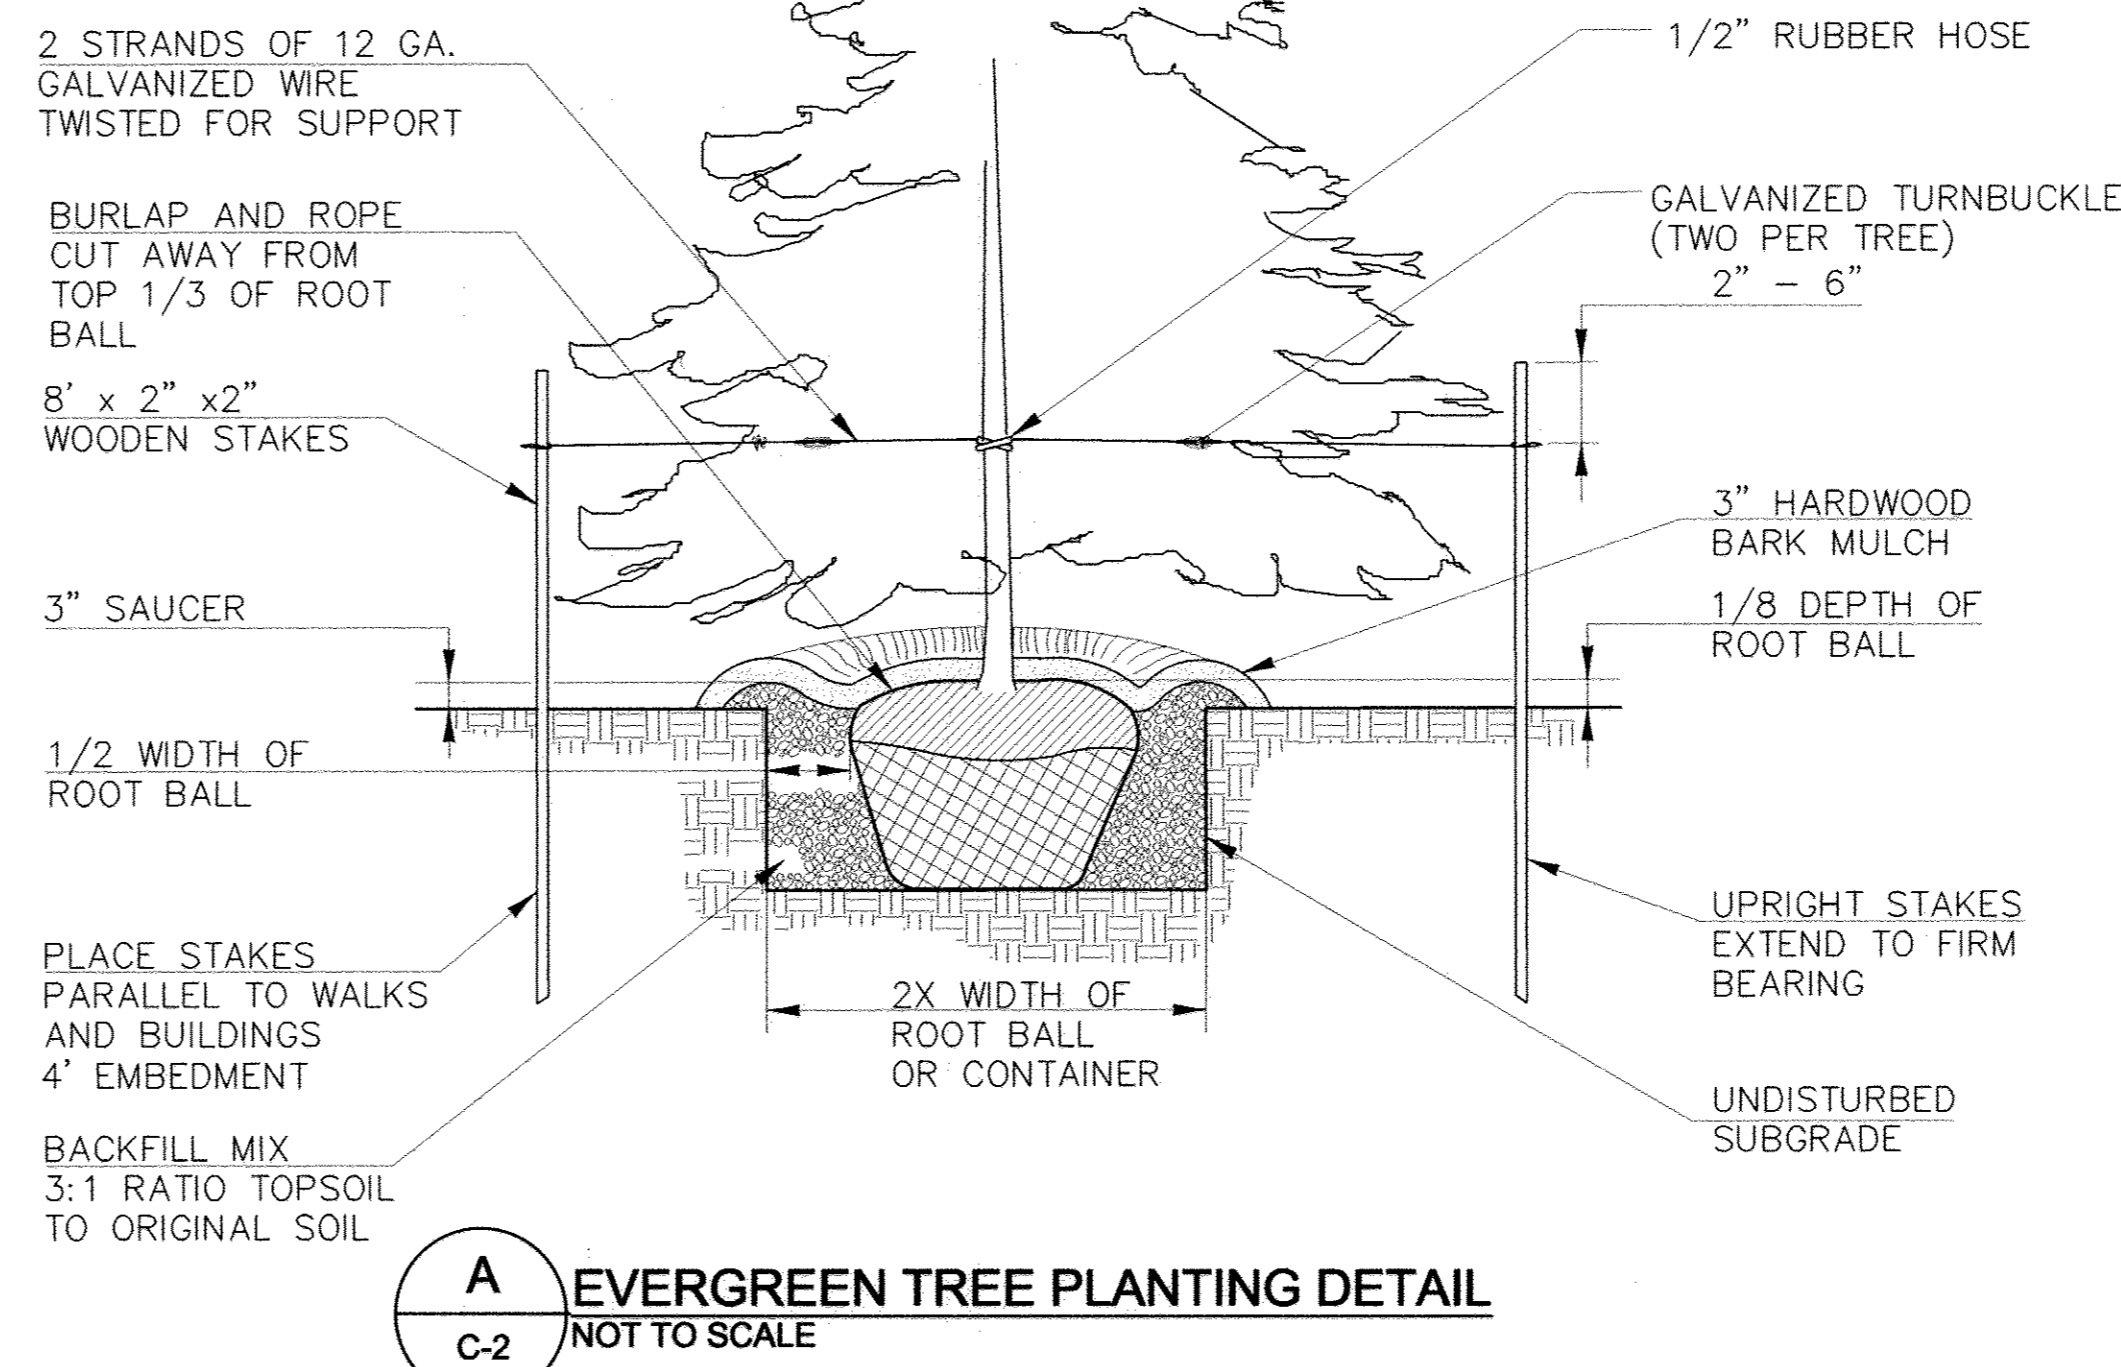 2 STRANDS OF 12 GA.
GALVANIZED WIRE
TWISTED FOR SUPPORT
BURLAP AND ROPE
CUT AWAY FROM
TOP 1/3 OF ROOT
BALL
8' x 2" x2"
WOODEN STAKES
3" SAUCER
1/2 WIDTH OF
ROOT BALL
PLACE STAKES
PARALLEL TO WALKS
AND BUILDINGS
4' EMBEDMENT
BACKFILL MIX
3:1 RATIO TOPSOIL
TO ORIGINAL SOIL
2X WIDTH OF
ROOT BALL
OR CONTAINER
1/2" RUBBER HOSE
GALVANIZED TURNBUCKLE
(TWO PER TREE)
2" – 6"
3" HARDWOOD
BARK MULCH
1/8 DEPTH OF
ROOT BALL
UPRIGHT STAKES
EXTEND TO FIRM
BEARING
UNDISTURBED
SUBGRADE
A
C-2
EVERGREEN TREE PLANTING DETAIL
NOT TO SCALE